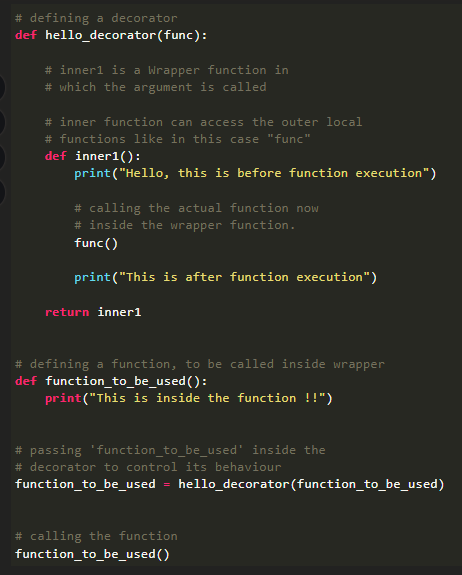 # defining a decorator
def hello_decorator(func):
# inner1 is a Wrapper function in
# which the argument is called
# inner function can access the outer local
# functions like in this case "func"
def inner1():
print("Hello, this is before function execution")
# calling the actual function now
# inside the wrapper function.
func()
print("This is after function execution")
return inner1
# defining a function, to be called inside wrapper
def function_to_be_used():
print("This is inside the function !!")
# passing 'function_to_be_used' inside the
# decorator to control its behaviour
function_to_be_used = hello_decorator(function_to_be_used)
# calling the function
function_to_be_used()